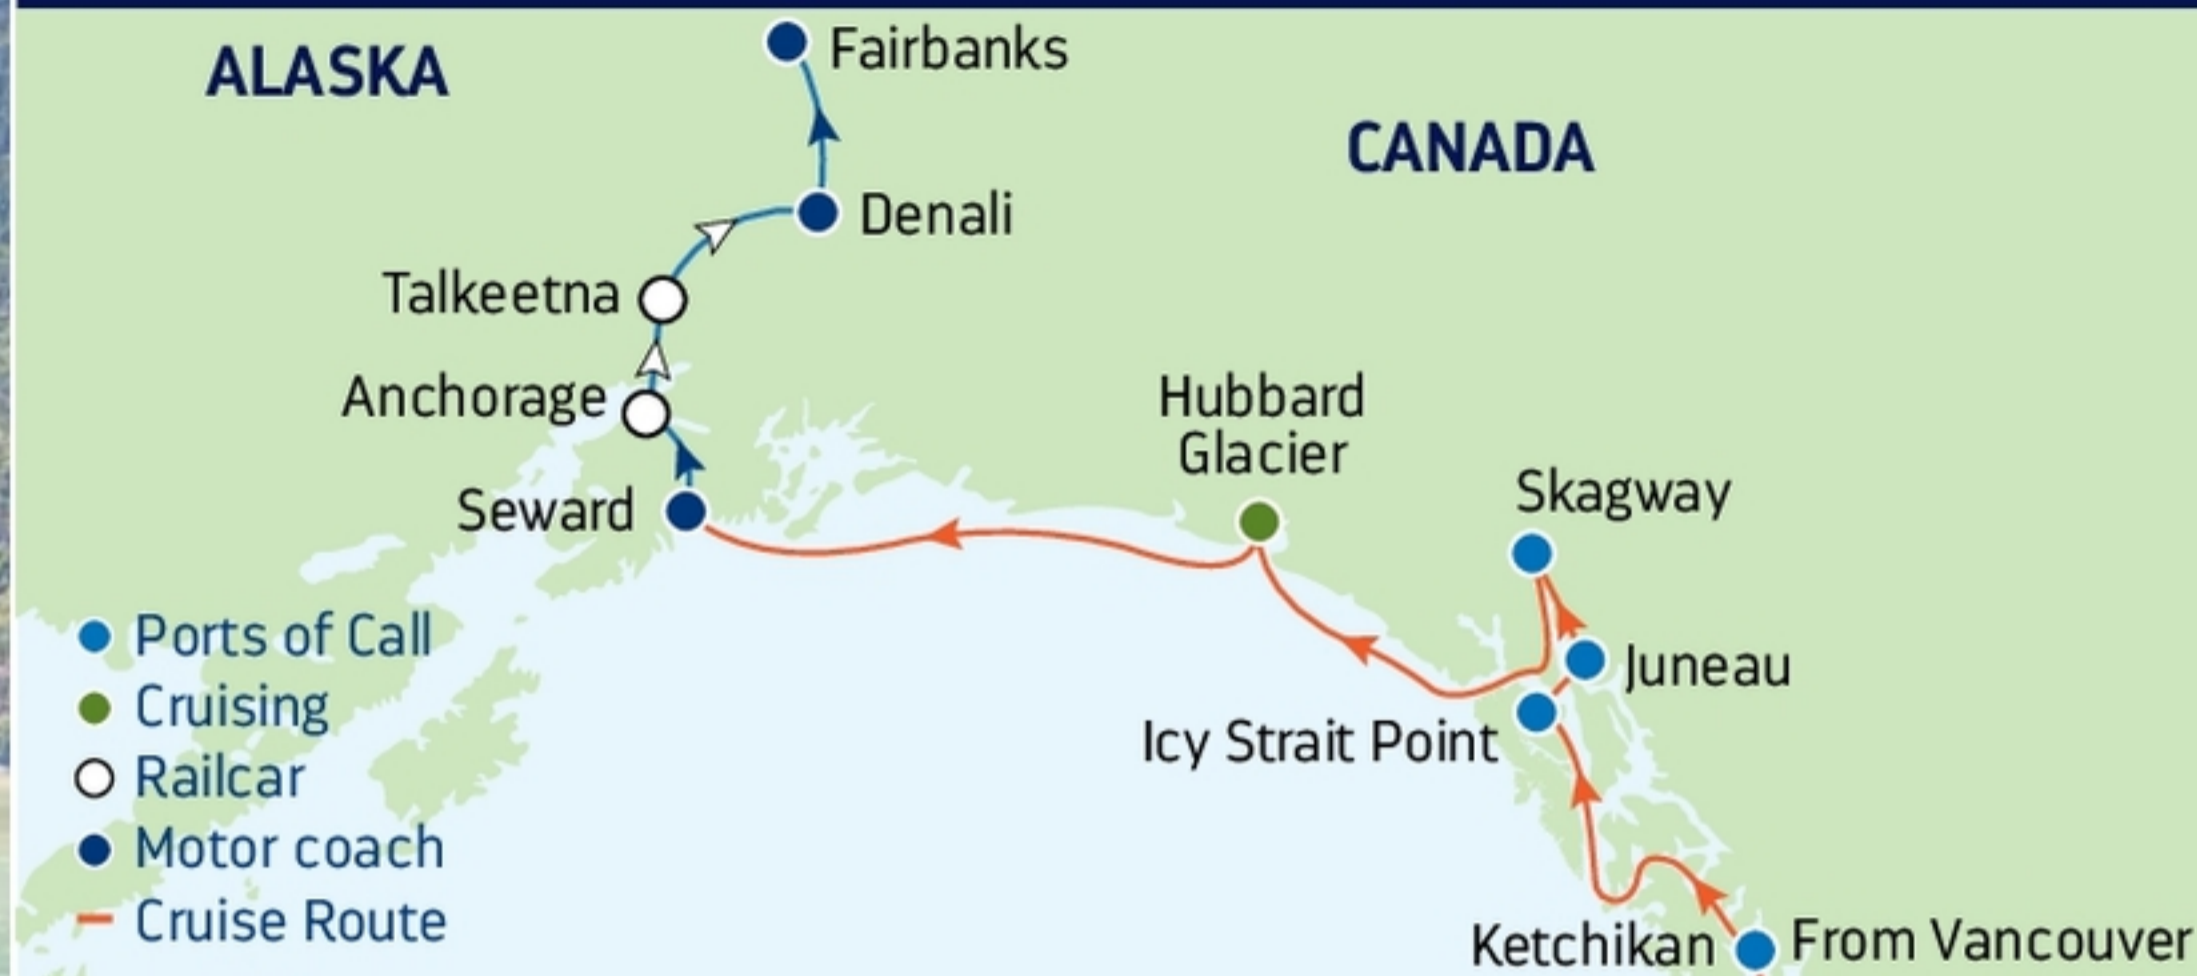 ALASKA
Fairbanks
CANADA
Denali
Talkeetna
Anchorage
Hubbard
Glacier
Seward
Skagway
Juneau
Icy Strait Point
Ketchikan
From Vancouver
Ports of Call
Cruising
Railcar
Motor coach
Cruise Route